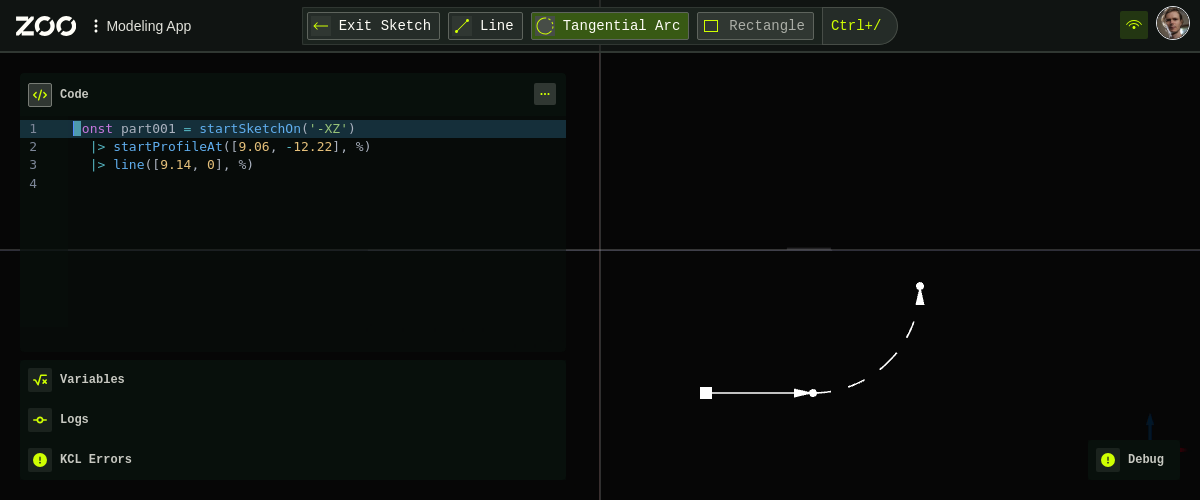 ZOO Modeling App Exit Sketch Line Tangential Arc Rectangle Ctrl+/
Code
1 onst part001 = startSketchOn('-XZ')
2 |> startProfileAt([9.06, -12.22], %)
3 |> line([9.14, 0], %)
4
Variables
Logs
KCL Errors
Debug